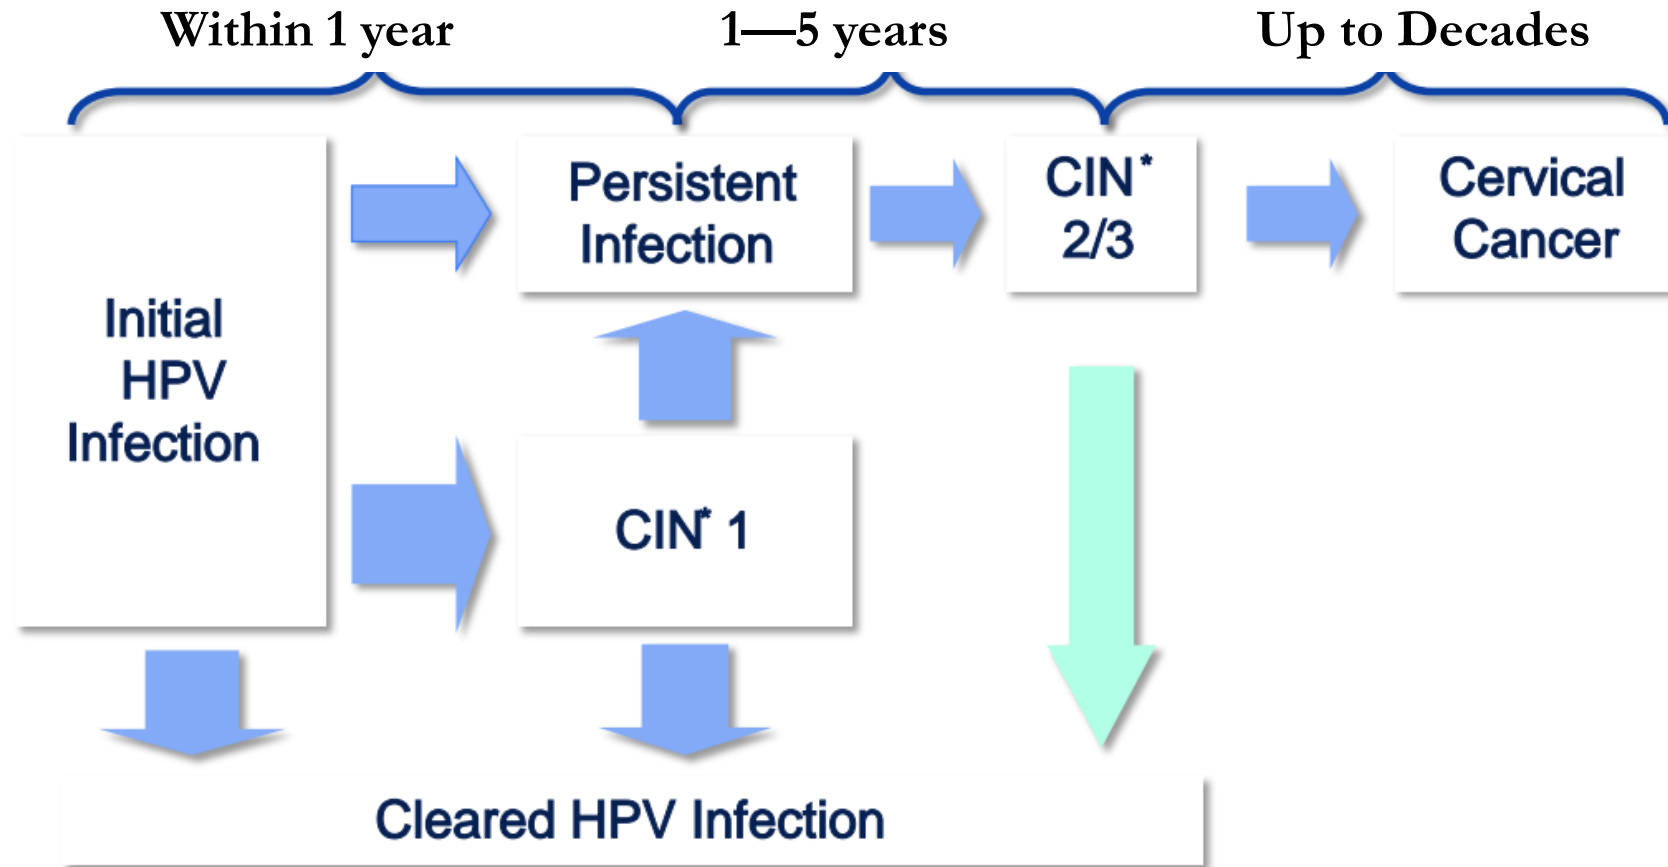 Within 1 year
1—5 years
Up to Decades
Initial
HPV
Infection
Persistent
Infection
CIN*
2/3
Cervical
Cancer
CIN* 1
Cleared HPV Infection